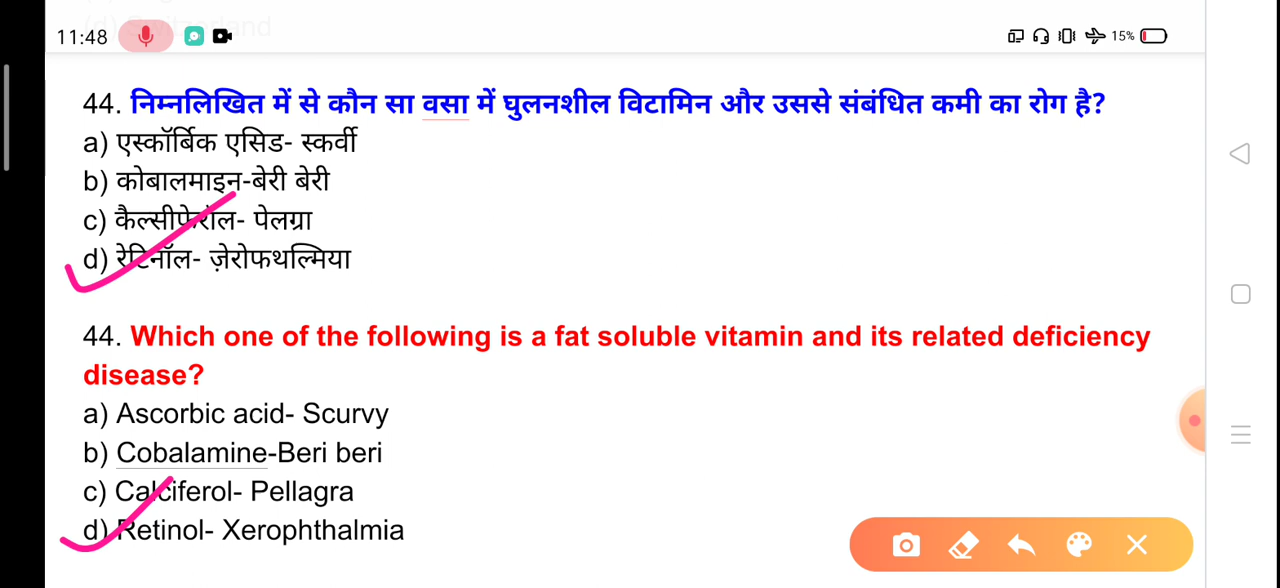 11:48
15%
44. निम्नलिखित में से कौन सा वसा में घुलनशील विटामिन और उससे संबंधित कमी का रोग है?
a) एस्कॉर्बिक एसिड- स्कर्वी
b) कोबालमाइन-बेरी बेरी
c) कैल्सीफेरॉल- पेलग्रा
d) रेटिनॉल- ज़ेरोफथल्मिया
44. Which one of the following is a fat soluble vitamin and its related deficiency
disease?
a) Ascorbic acid- Scurvy
b) Cobalamine-Beri beri
c) Calciferol- Pellagra
d) Retinol- Xerophthalmia